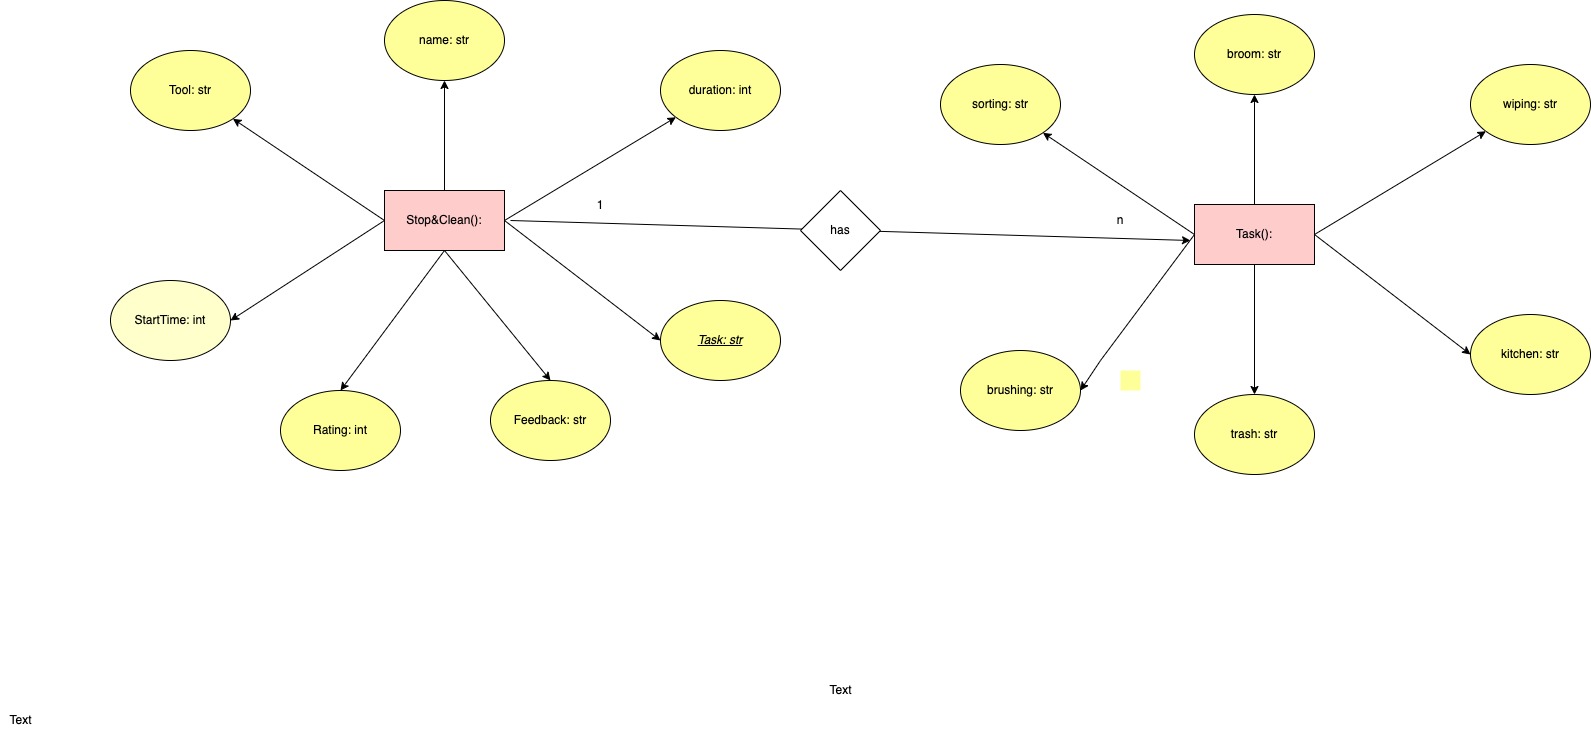 name: str
Tool: str
duration: int
Stop&Clean():
1
has
n
StartTime: int
Task: str
Rating: int
Feedback: str
broom: str
sorting: str
wiping: str
Task():
brushing: str
kitchen: str
trash: str
Text
Text